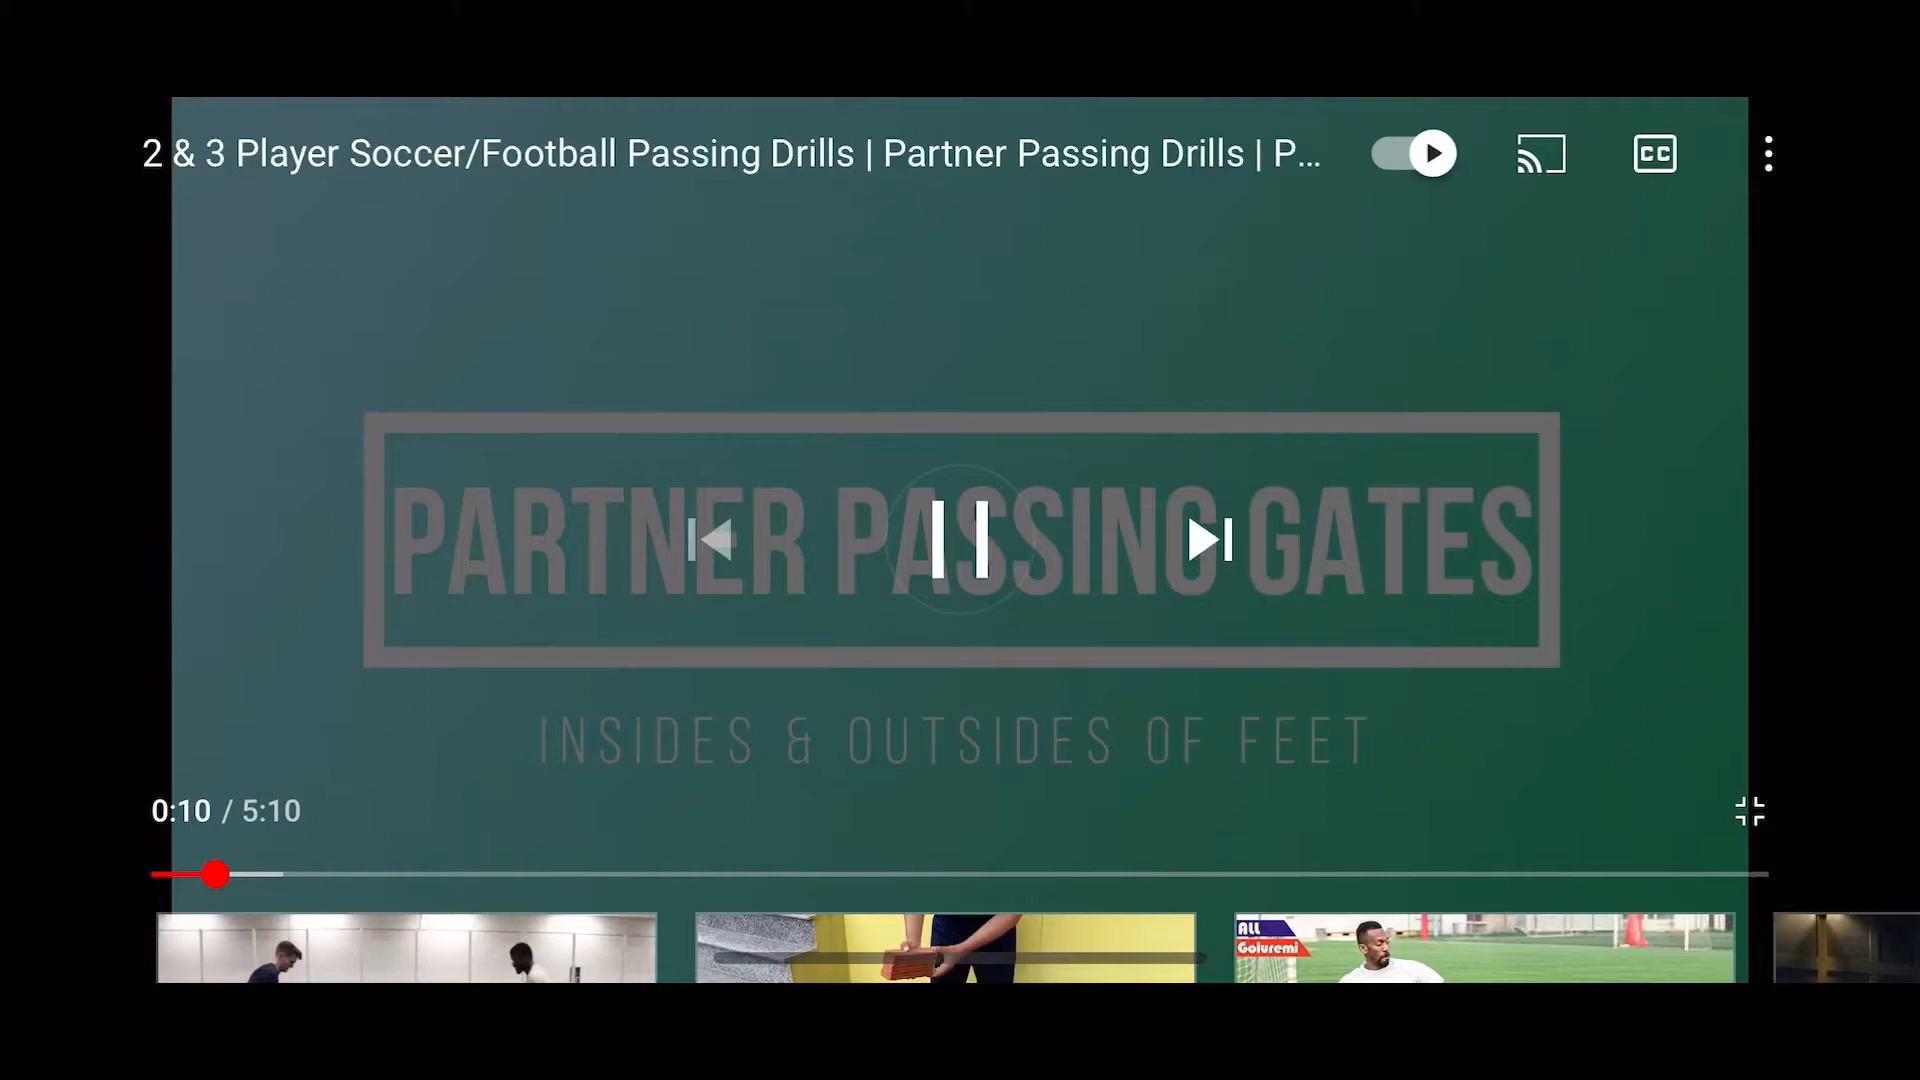 2 & 3 Player Soccer/Football Passing Drills | Partner Passing Drills | P...
CC
PARTNER PASSING GATES
INSIDES & OUTSIDES OF FEET
0:10 / 5:10
ALL
Goluremi